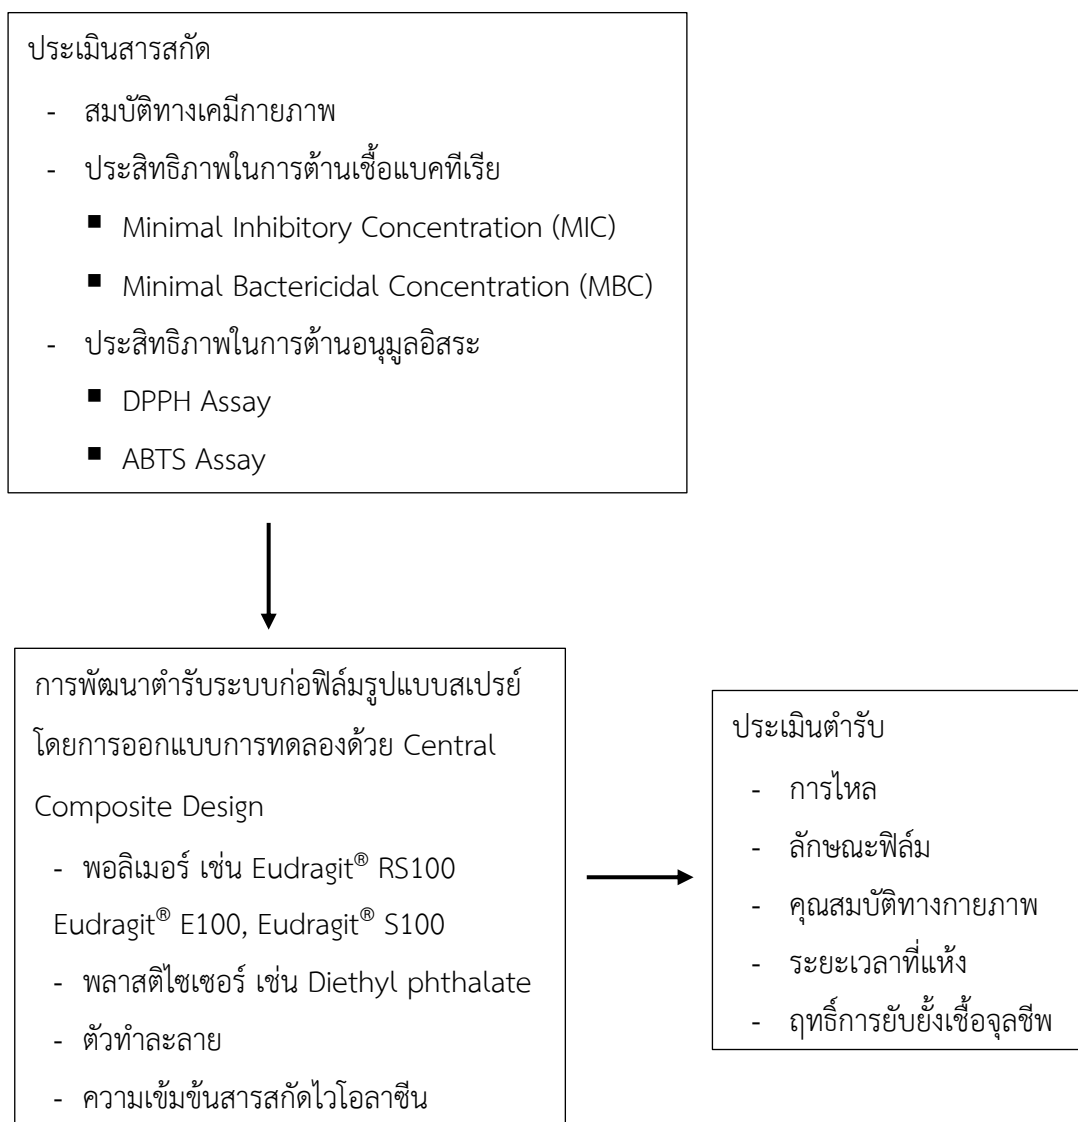 ประเมินสารสกัด
- สมบัติทางเคมีกายภาพ
- ประสิทธิภาพในการต้านเชื้อแบคทีเรีย
▪ Minimal Inhibitory Concentration (MIC)
▪ Minimal Bactericidal Concentration (MBC)
- ประสิทธิภาพในการต้านอนุมูลอิสระ
▪ DPPH Assay
▪ ABTS Assay
การพัฒนาตำรับระบบก่อฟิล์มรูปแบบสเปรย์
โดยการออกแบบการทดลองด้วย Central
Composite Design
- พอลิเมอร์ เช่น Eudragit® RS100
Eudragit® E100, Eudragit® S100
- พลาสติไซเซอร์ เช่น Diethyl phthalate
- ตัวทำละลาย
- ความเข้มข้นสารสกัดไวโอลาซีน
ประเมินตำรับ
- การไหล
- ลักษณะฟิล์ม
- คุณสมบัติทางกายภาพ
- ระยะเวลาที่แห้ง
- ฤทธิ์การยับยั้งเชื้อจุลชีพ